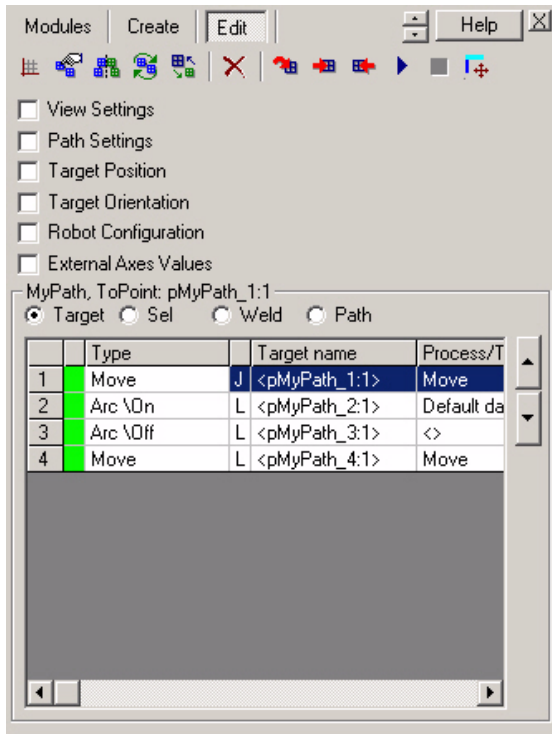 Modules Create Edit Help
View Settings
Path Settings
Target Position
Target Orientation
Robot Configuration
External Axes Values
MyPath, ToPoint: pMyPath_1:1
Target Sel Weld Path
Type Target name Process/T
1 Move J <pMyPath_1:1> Move
2 Arc \On L <pMyPath_2:1> Default da
3 Arc \Off L <pMyPath_3:1> <>
4 Move L <pMyPath_4:1> Move